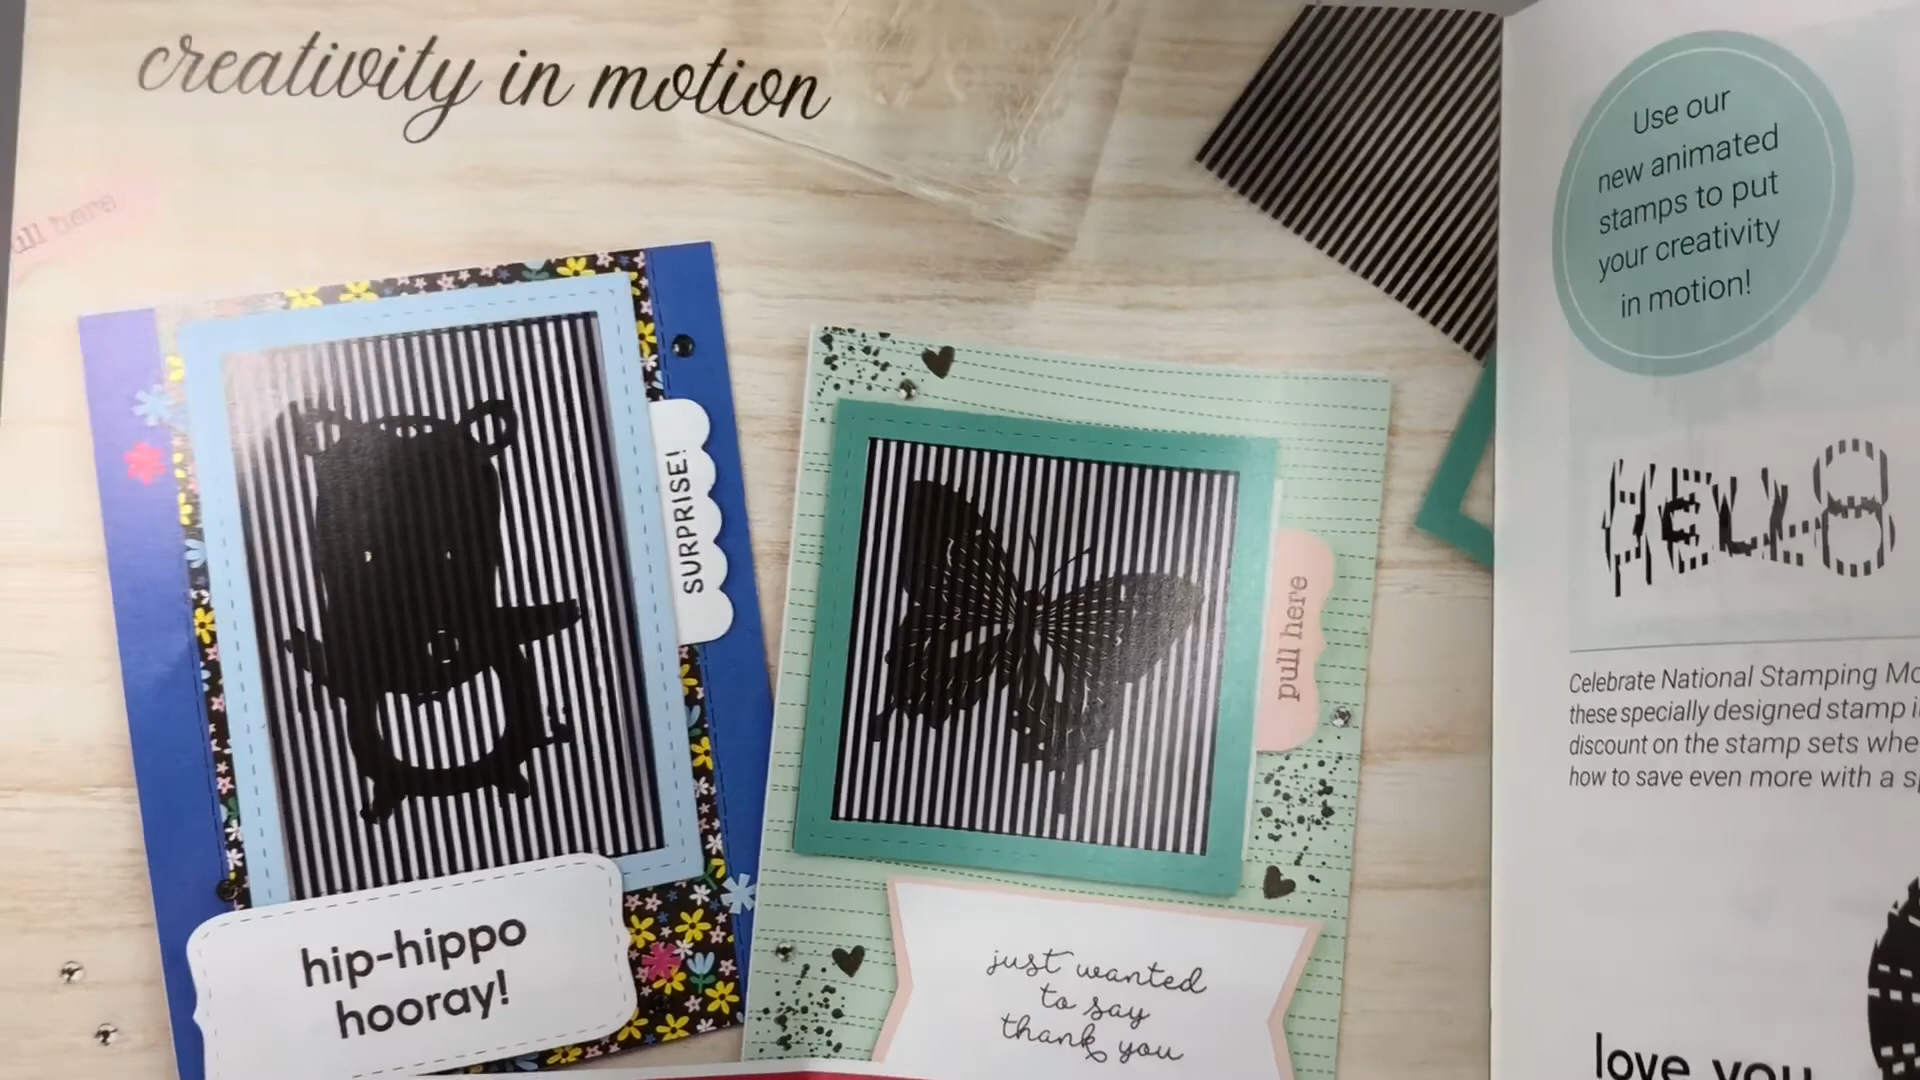 creativity in motion
here
SURPRISE!
hip-hippo
hooray!
pull here
just wanted
to say
thank you
Use our
new animated
stamps to put
your creativity
in motion!
HELLO
Celebrate National Stamping
these specially designed stamp
discount on the stamp sets
how to save even more with a
love you